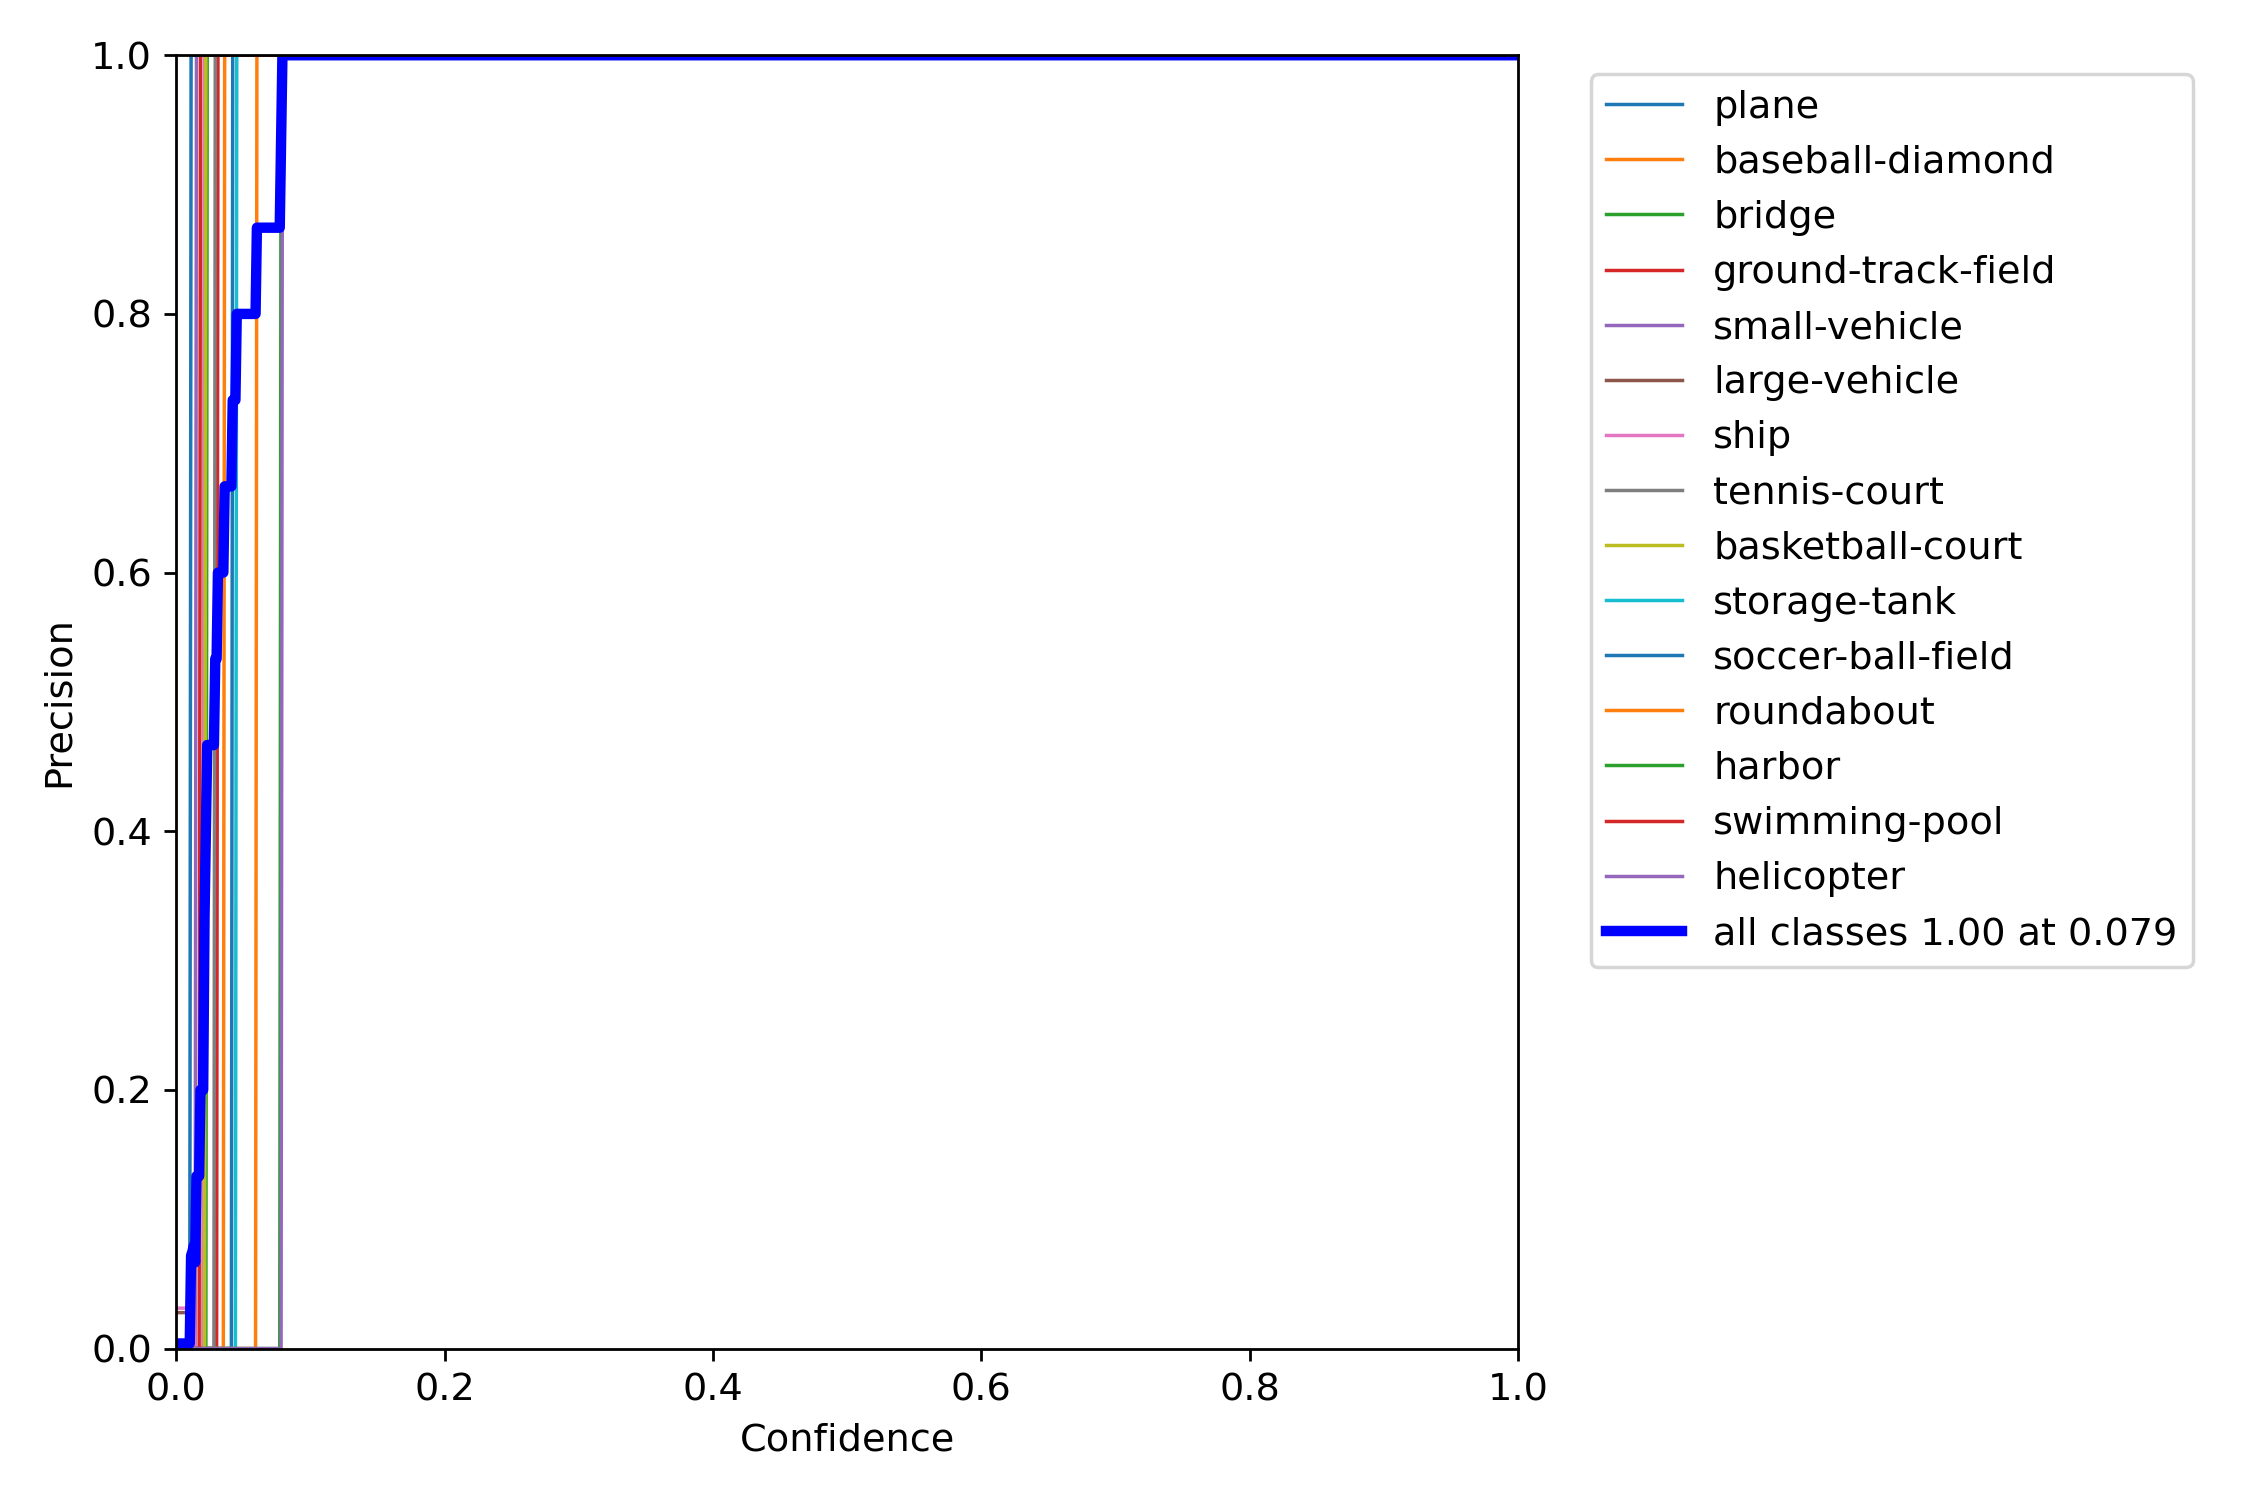 1.0
0.8
0.6
0.4
0.2
0.0
Precision
0.0 0.2 0.4 0.6 0.8 1.0
Confidence
plane
baseball-diamond
bridge
ground-track-field
small-vehicle
large-vehicle
ship
tennis-court
basketball-court
storage-tank
soccer-ball-field
roundabout
harbor
swimming-pool
helicopter
all classes 1.00 at 0.079